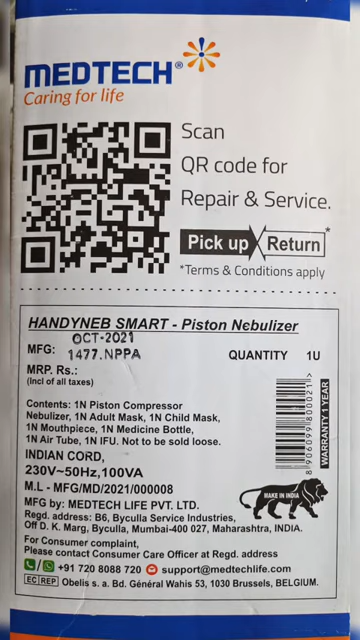 MEDTECH®
Caring for life
Scan
QR code for
Repair & Service.
Pick up Return*
*Terms & Conditions apply
HANDYNEB SMART - Piston Nebulizer
OCT-2021
MFG: 1477.NPPA QUANTITY 1U
MRP. Rs.:
(Incl of all taxes)
Contents: 1N Piston Compressor
Nebulizer, 1N Adult Mask, 1N Child Mask,
1N Mouthpiece, 1N Medicine Bottle,
1N Air Tube, 1N IFU. Not to be sold loose.
INDIAN CORD,
230V~50Hz,100VA
M.L - MFG/MD/2021/000008
8 906099 800021 >
WARRANTY 1 YEAR
MAKE IN INDIA
MFG by: MEDTECH LIFE PVT. LTD.
Regd. address: B6, Byculla Service Industries,
Off D. K. Marg, Byculla, Mumbai-400 027, Maharashtra, INDIA.
For Consumer complaint,
Please contact Consumer Care Officer at Regd. address
+91 720 8088 720 support@medtechlife.com
EC REP Obelis s. a. Bd. Général Wahis 53, 1030 Brussels, BELGIUM.